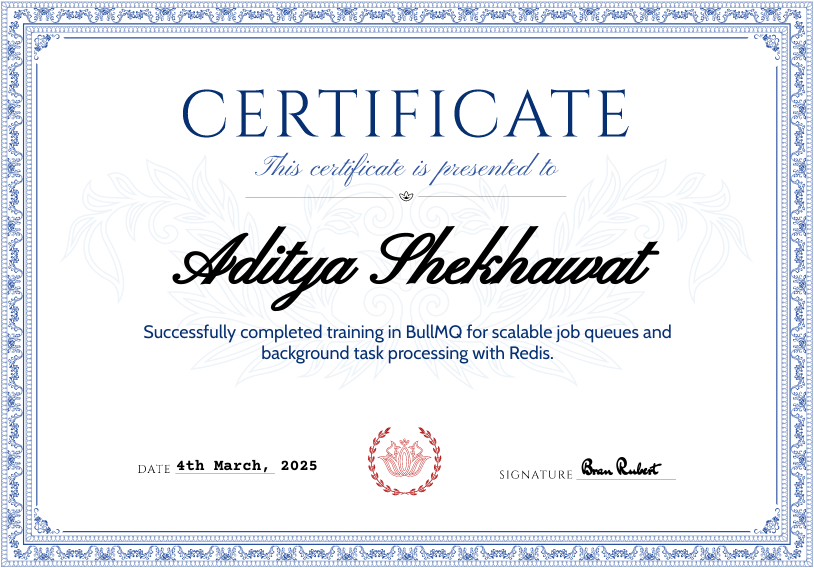 CERTIFICATE
This certificate is presented to
Aditya Shekhawat
Successfully completed training in BullMQ for scalable job queues and
background task processing with Redis.
DATE 4th March, 2025
SIGNATURE Bran Rubert